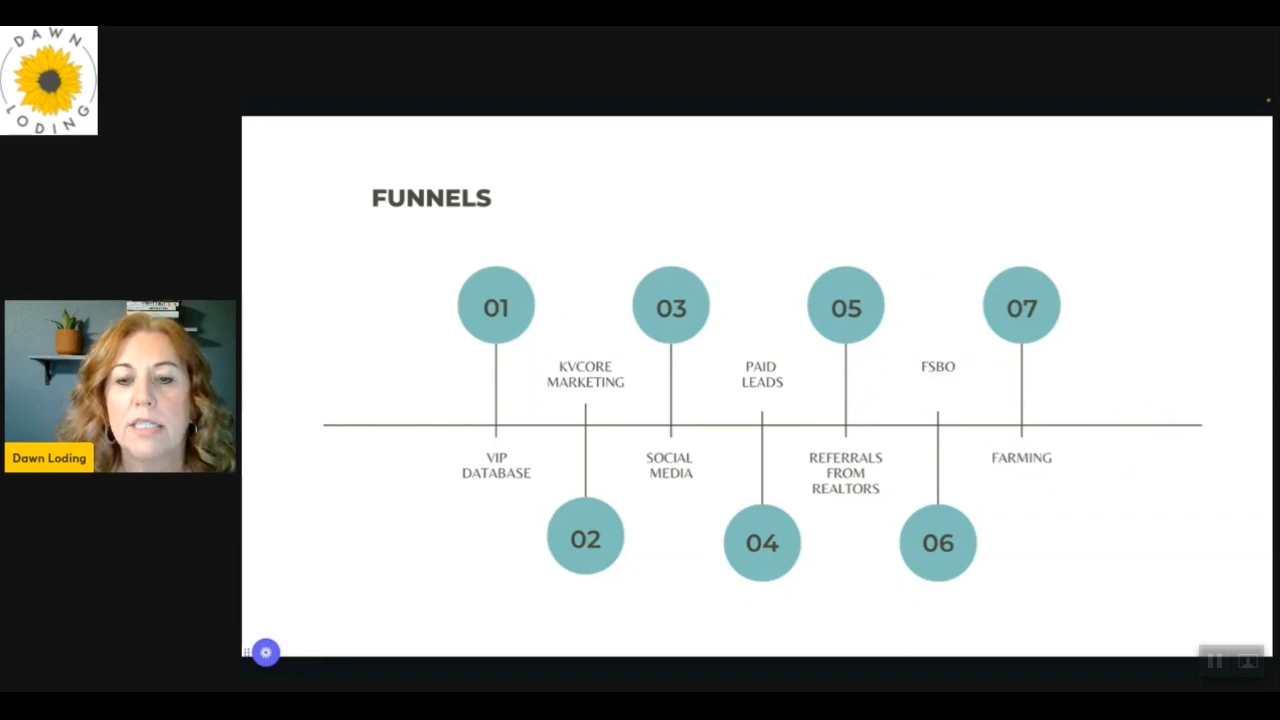 DAWN
LODING
FUNNELS
01
03
05
07
KVCORE
MARKETING
PAID
LEADS
FSBO
VIP
DATABASE
SOCIAL
MEDIA
REFERRALS
FROM
REALTORS
FARMING
02
04
06
Dawn Loding